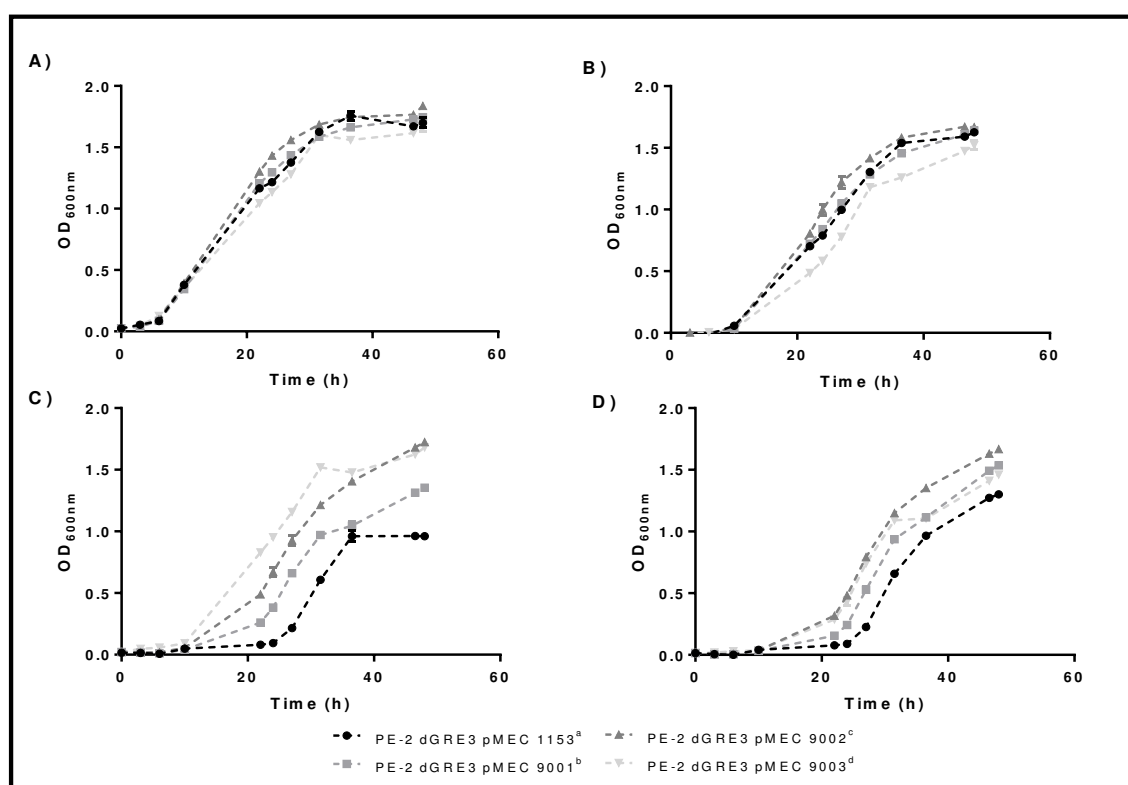 A)
2.0
1.5
1.0
0.5
0.0
OD600nm
0 20 40 60
Time (h)
B)
2.0
1.5
1.0
0.5
0.0
OD600nm
0 20 40 60
Time (h)
C)
2.0
1.5
1.0
0.5
0.0
OD600nm
0 20 40 60
Time (h)
D)
2.0
1.5
1.0
0.5
0.0
OD600nm
0 20 40 60
Time (h)
PE-2 dGRE3 pMEC 1153a
PE-2 dGRE3 pMEC 9001b
PE-2 dGRE3 pMEC 9002c
PE-2 dGRE3 pMEC 9003d